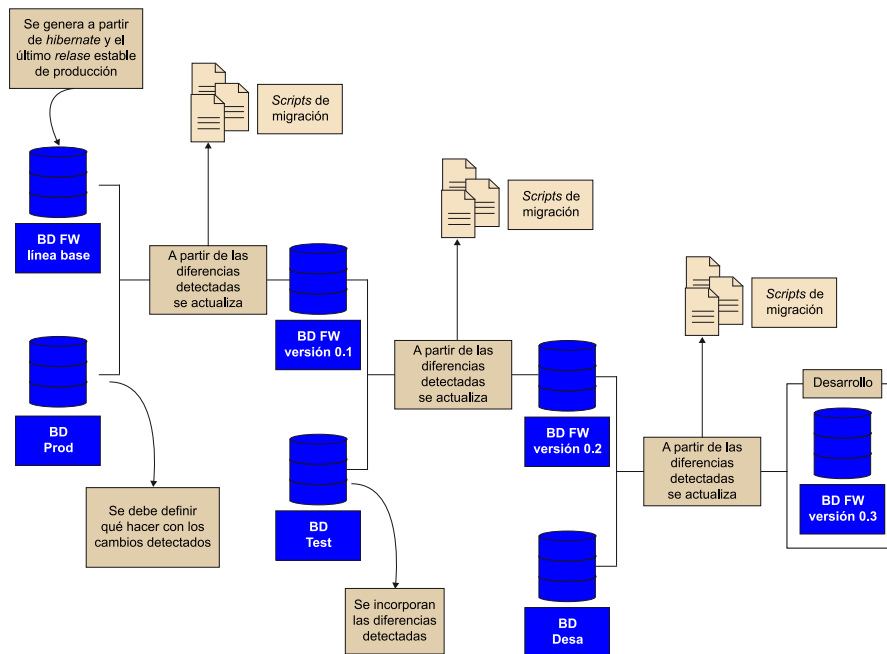 Se genera a partir
de hibernate y el
último relase estable
de producción
Scripts de
migración
BD FW
línea base
A partir de las
diferencias
detectadas
se actualiza
BD FW
versión 0.1
BD
Prod
Se debe definir
qué hacer con los
cambios detectados
Scripts de
migración
A partir de las
diferencias
detectadas
se actualiza
BD FW
versión 0.2
BD
Test
Se incorporan
las diferencias
detectadas
Scripts de
migración
A partir de las
diferencias
detectadas
se actualiza
Desarrollo
BD FW
versión 0.3
BD
Desa